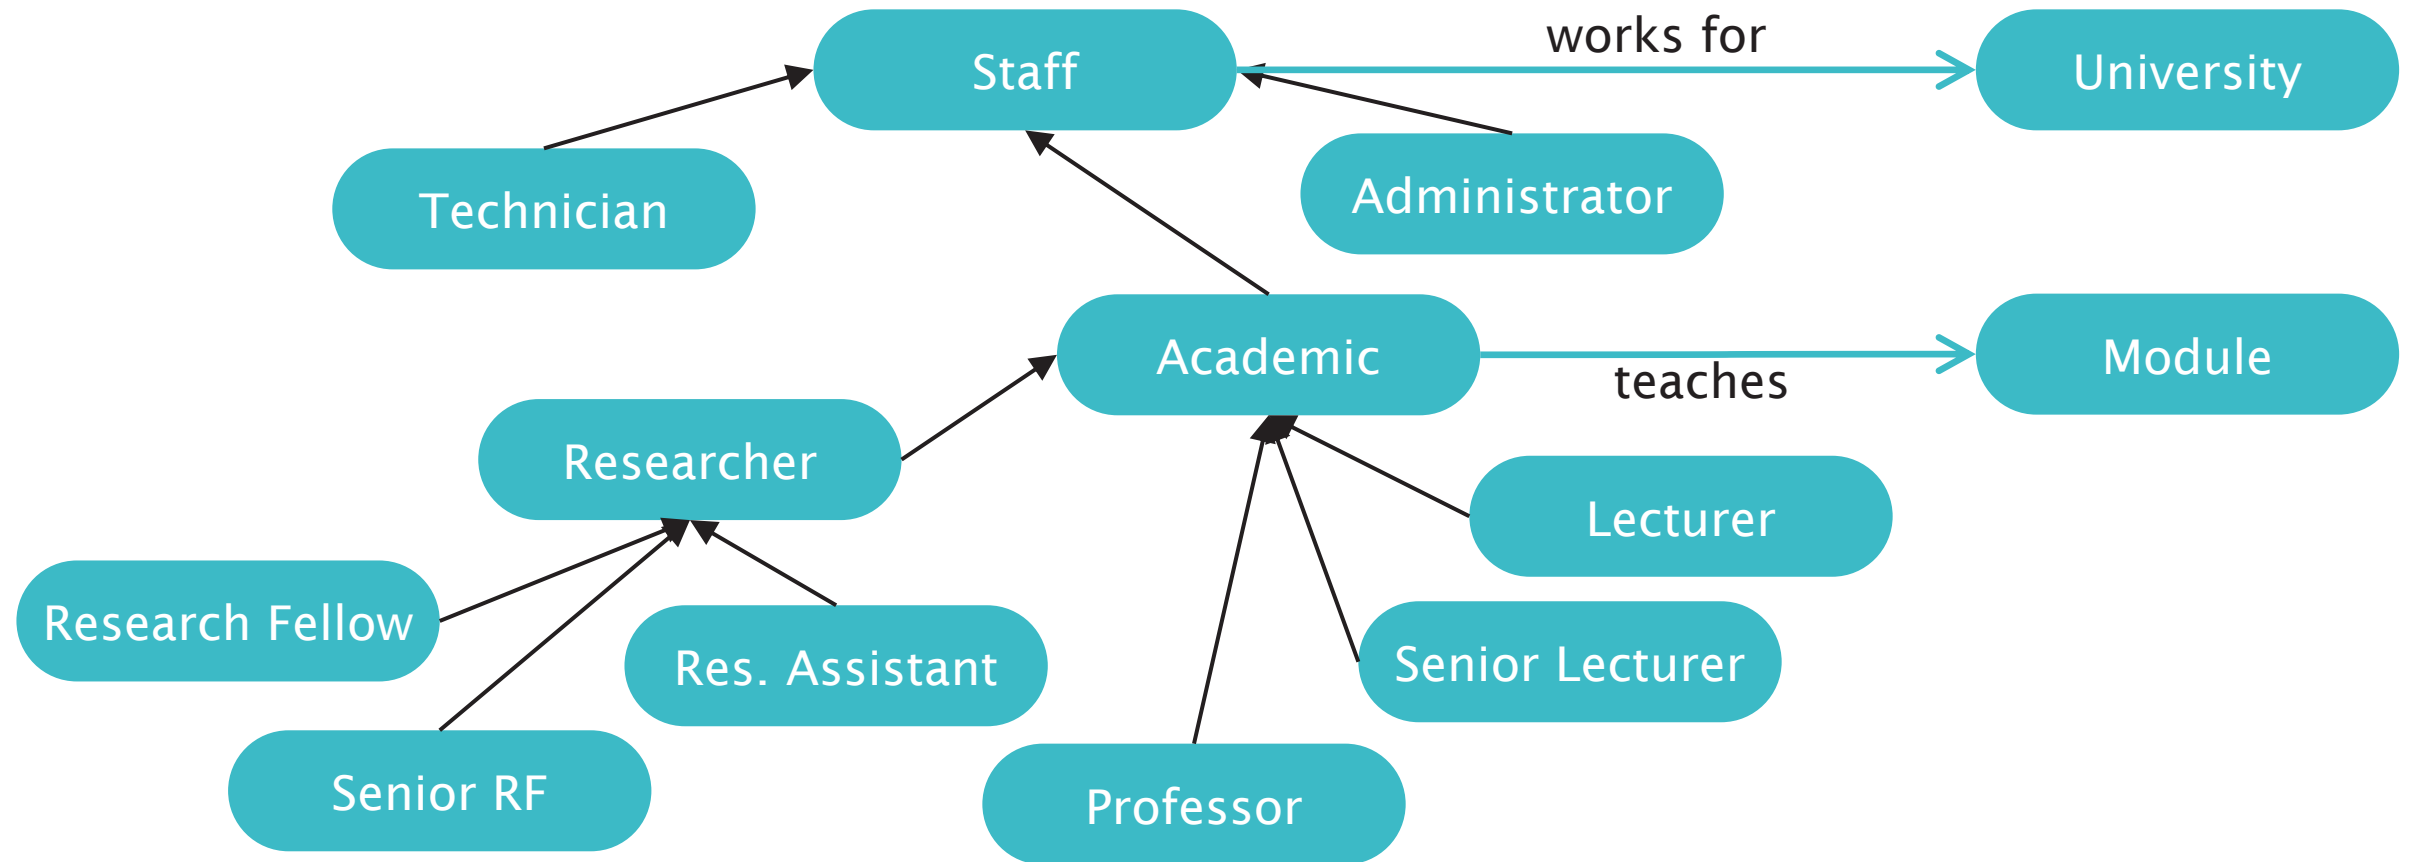 works for
Staff
University
Technician
Administrator
Academic
Module
teaches
Researcher
Lecturer
Research Fellow
Res. Assistant
Senior Lecturer
Senior RF
Professor